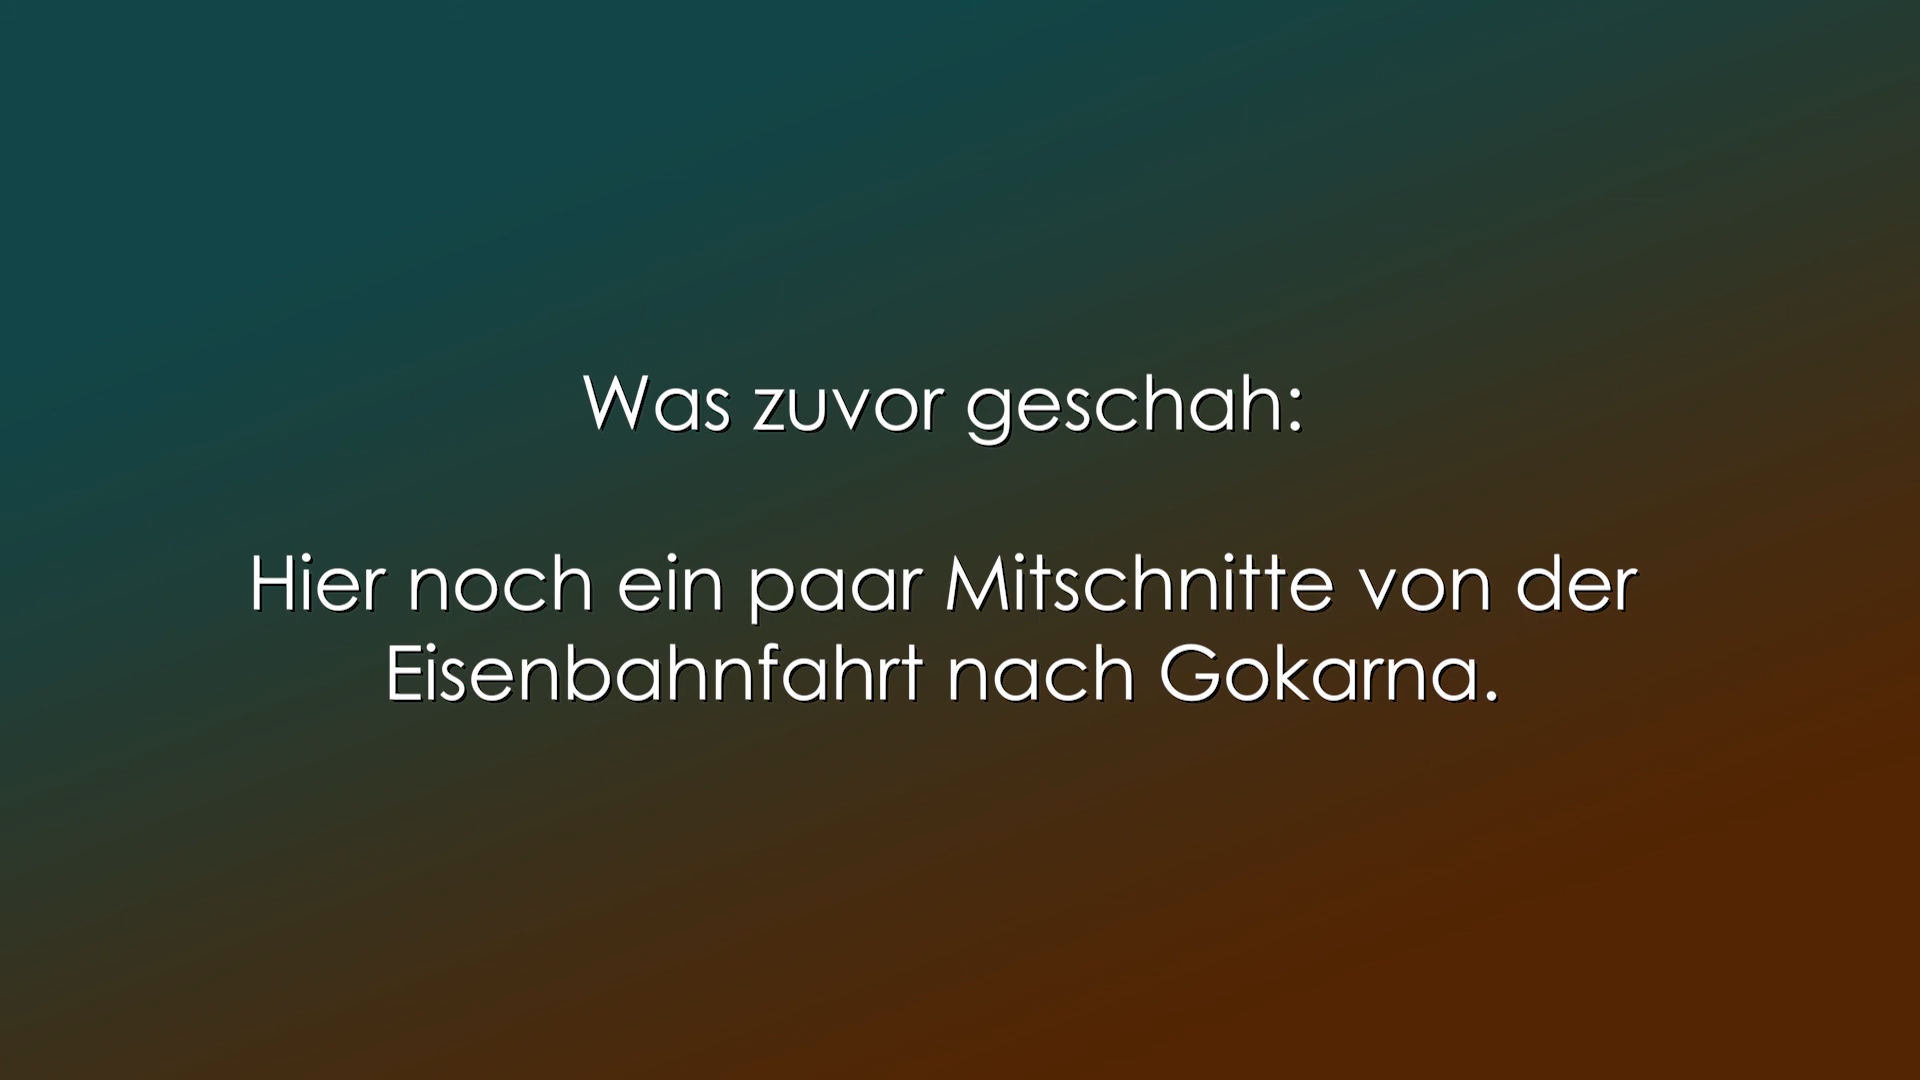 Was zuvor geschah:
Hier noch ein paar Mitschnitte von der
Eisenbahnfahrt nach Gokarna.